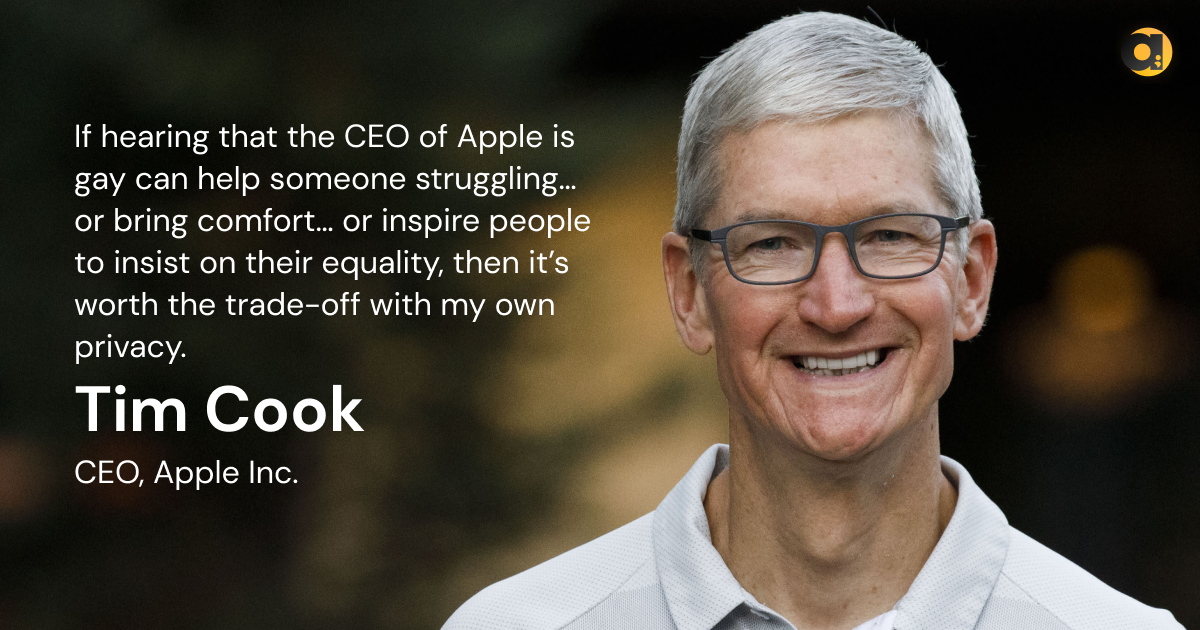 If hearing that the CEO of Apple is
gay can help someone struggling...
or bring comfort... or inspire people
to insist on their equality, then it’s
worth the trade-off with my own
privacy.
Tim Cook
CEO, Apple Inc.